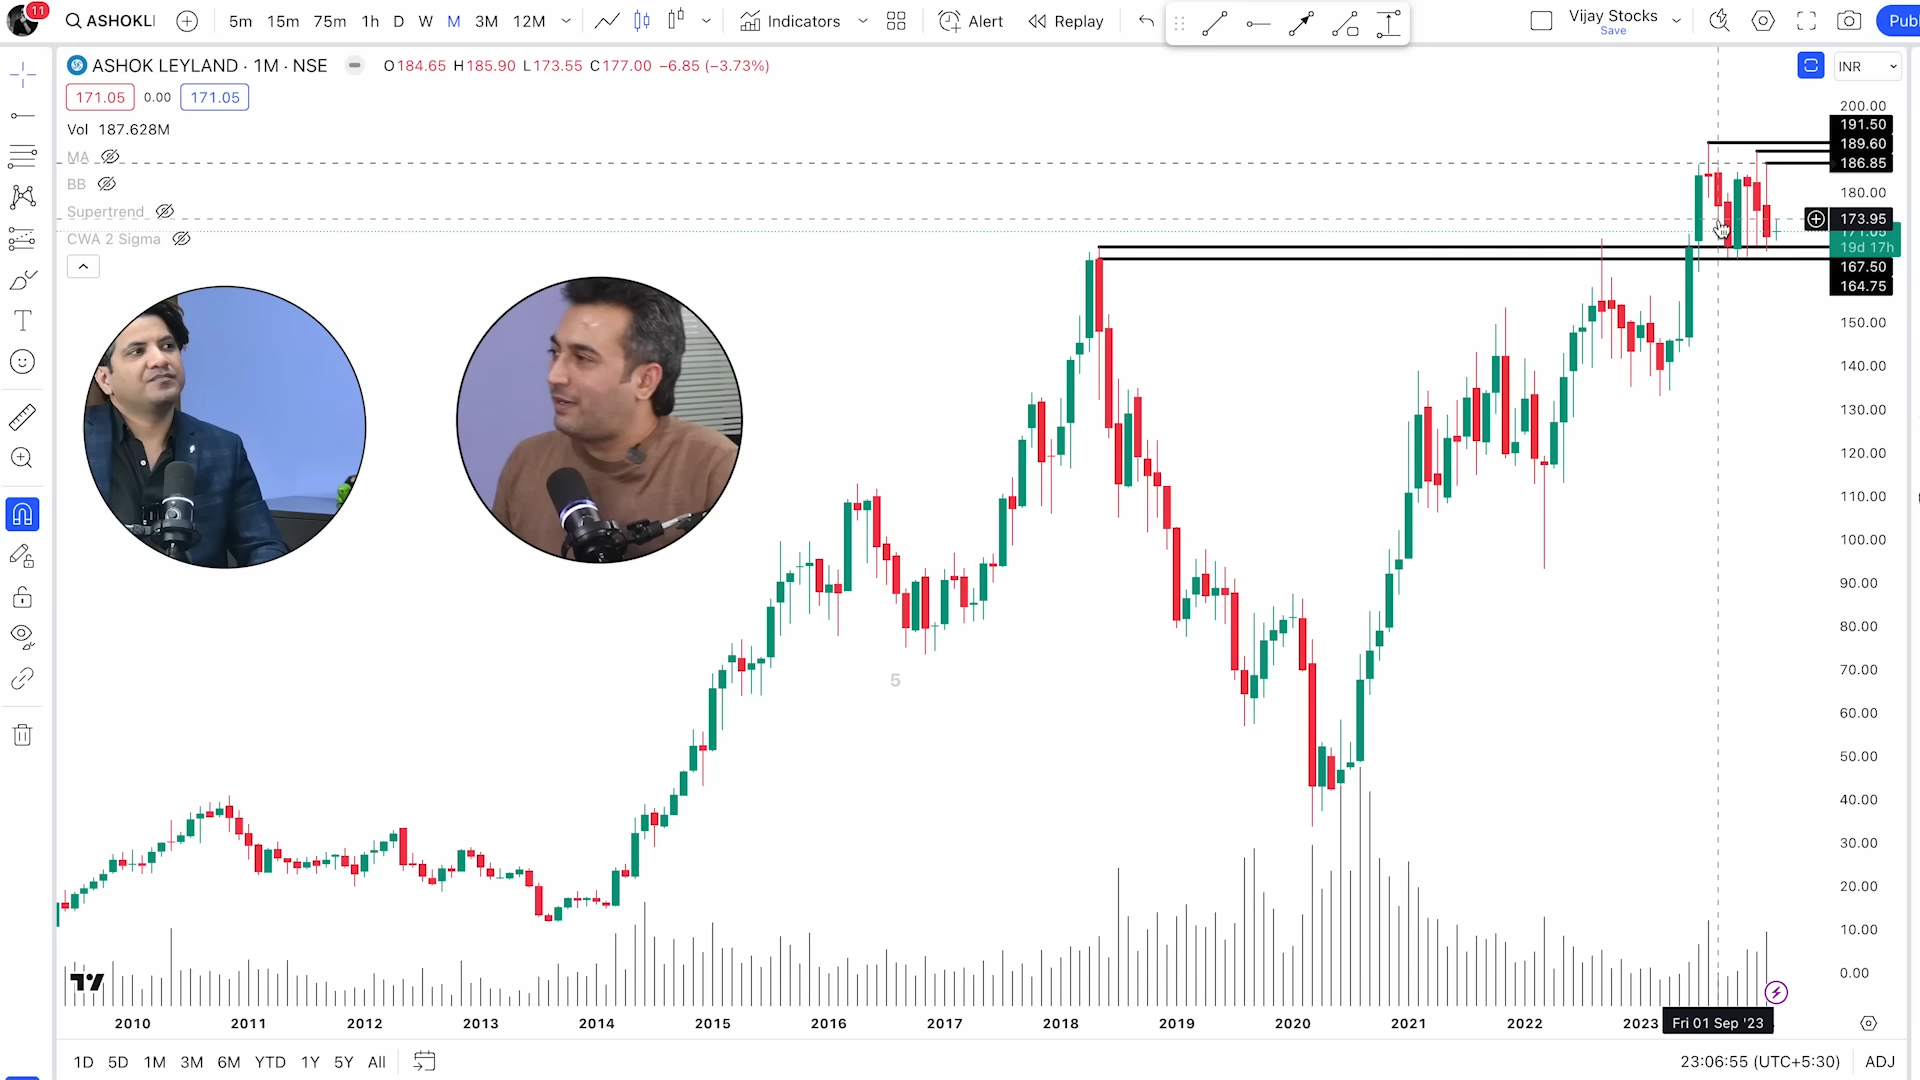 11
ASHOKLI
5m 15m 75m 1h D W M 3M 12M
Indicators
Alert
Replay
Vijay Stocks
Save
Publ
ASHOK LEYLAND · 1M · NSE O184.65 H185.90 L173.55 C177.00 −6.85 (−3.73%)
INR
171.05 0.00 171.05
Vol 187.628M
MA
BB
Supertrend
CWA 2 Sigma
200.00
191.50
189.60
186.85
180.00
173.95
171.05
19d 17h
167.50
164.75
150.00
140.00
130.00
120.00
110.00
100.00
90.00
80.00
70.00
60.00
50.00
40.00
30.00
20.00
10.00
0.00
5
2010 2011 2012 2013 2014 2015 2016 2017 2018 2019 2020 2021 2022 2023 Fri 01 Sep '23
1D 5D 1M 3M 6M YTD 1Y 5Y All
23:06:55 (UTC+5:30) ADJ